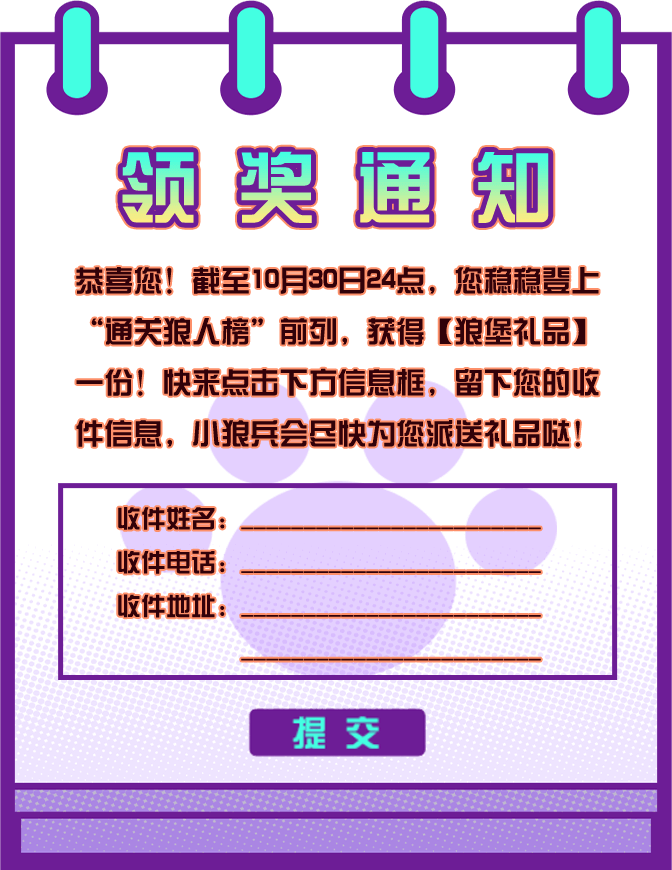 领奖通知
恭喜您！截至10月30日24点，您稳稳登上
“通关狼人榜”前列，获得【狼堡礼品】
一份！快来点击下方信息框，留下您的收
件信息，小狼兵会尽快为您派送礼品哒！
收件姓名：________________________
收件电话：________________________
收件地址：________________________
________________________
提交